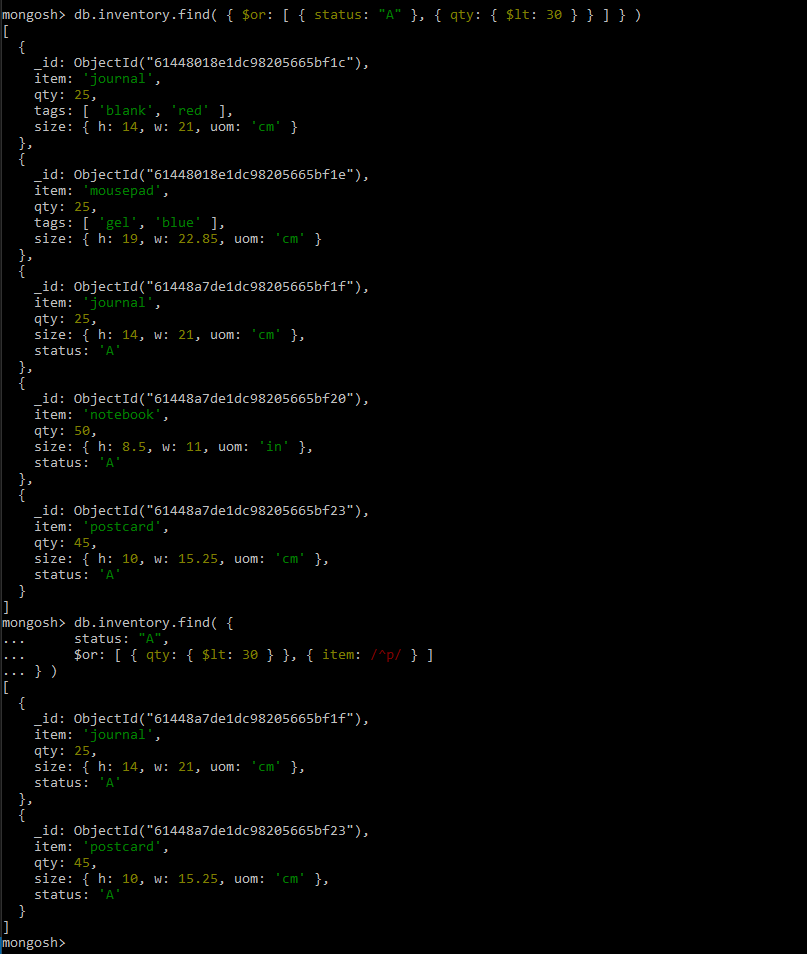 mongosh> db.inventory.find( { $or: [ { status: "A" }, { qty: { $lt: 30 } } ] } )
[
  {
    _id: ObjectId("61448018e1dc98205665bf1c"),
    item: 'journal',
    qty: 25,
    tags: [ 'blank', 'red' ],
    size: { h: 14, w: 21, uom: 'cm' }
  },
  {
    _id: ObjectId("61448018e1dc98205665bf1e"),
    item: 'mousepad',
    qty: 25,
    tags: [ 'gel', 'blue' ],
    size: { h: 19, w: 22.85, uom: 'cm' }
  },
  {
    _id: ObjectId("61448a7de1dc98205665bf1f"),
    item: 'journal',
    qty: 25,
    size: { h: 14, w: 21, uom: 'cm' },
    status: 'A'
  },
  {
    _id: ObjectId("61448a7de1dc98205665bf20"),
    item: 'notebook',
    qty: 50,
    size: { h: 8.5, w: 11, uom: 'in' },
    status: 'A'
  },
  {
    _id: ObjectId("61448a7de1dc98205665bf23"),
    item: 'postcard',
    qty: 45,
    size: { h: 10, w: 15.25, uom: 'cm' },
    status: 'A'
  }
]
mongosh> db.inventory.find( {
...      status: "A",
...      $or: [ { qty: { $lt: 30 } }, { item: /^p/ } ]
... } )
[
  {
    _id: ObjectId("61448a7de1dc98205665bf1f"),
    item: 'journal',
    qty: 25,
    size: { h: 14, w: 21, uom: 'cm' },
    status: 'A'
  },
  {
    _id: ObjectId("61448a7de1dc98205665bf23"),
    item: 'postcard',
    qty: 45,
    size: { h: 10, w: 15.25, uom: 'cm' },
    status: 'A'
  }
]
mongosh>